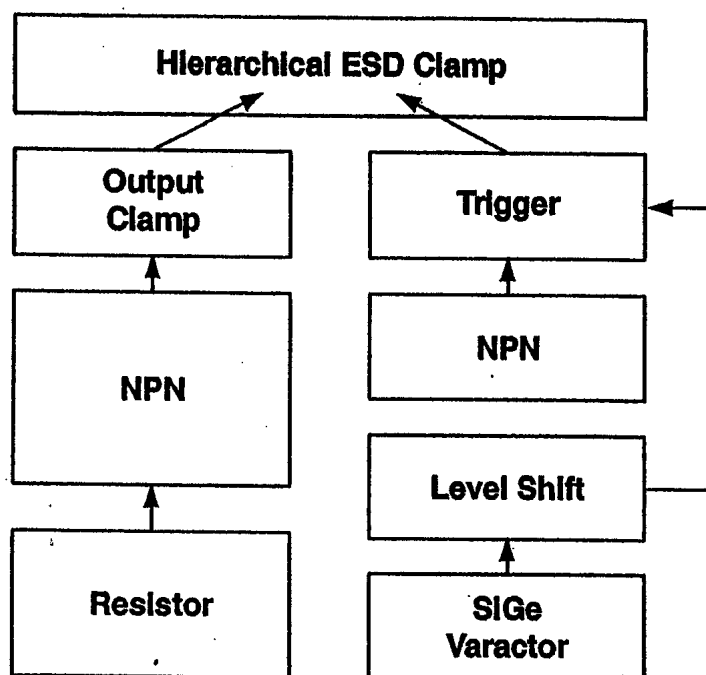 Hierarchical ESD Clamp
Output
Clamp
Trigger
NPN
NPN
Level Shift
Resistor
SiGe
Varactor